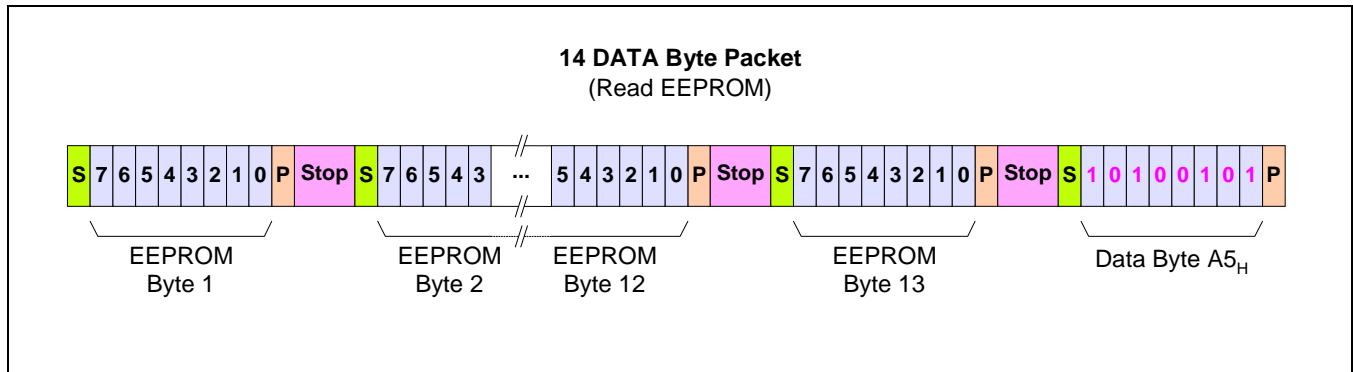 14 DATA Byte Packet
(Read EEPROM)
S 7 6 5 4 3 2 1 0 P Stop S 7 6 5 4 3 ... 5 4 3 2 1 0 P Stop S 7 6 5 4 3 2 1 0 P Stop S 1 0 1 0 0 1 0 1 P
EEPROM EEPROM EEPROM EEPROM Data Byte A5H
Byte 1 Byte 2 Byte 12 Byte 13